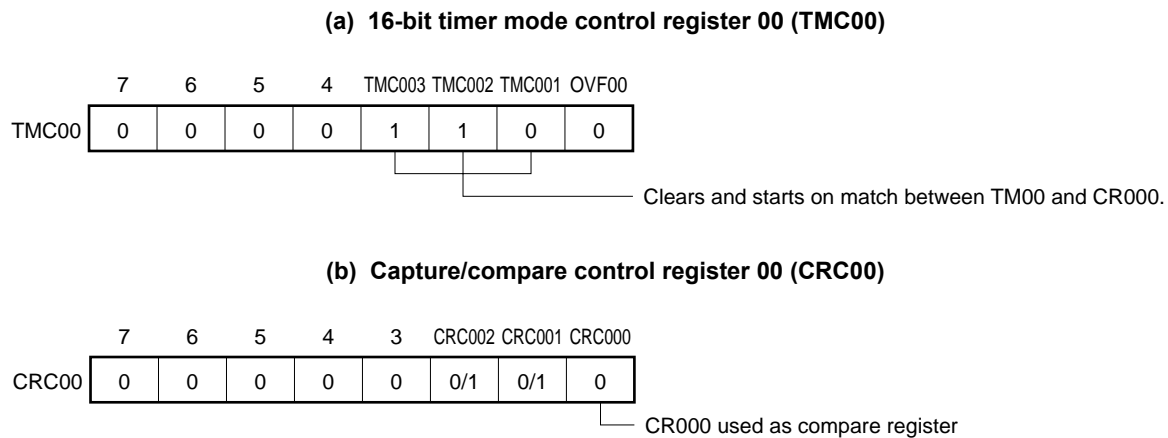 (a) 16-bit timer mode control register 00 (TMC00)
7 6 5 4 TMC003 TMC002 TMC001 OVF00
TMC00 0 0 0 0 1 1 0 0
Clears and starts on match between TM00 and CR000.
(b) Capture/compare control register 00 (CRC00)
7 6 5 4 3 CRC002 CRC001 CRC000
CRC00 0 0 0 0 0 0/1 0/1 0
CR000 used as compare register